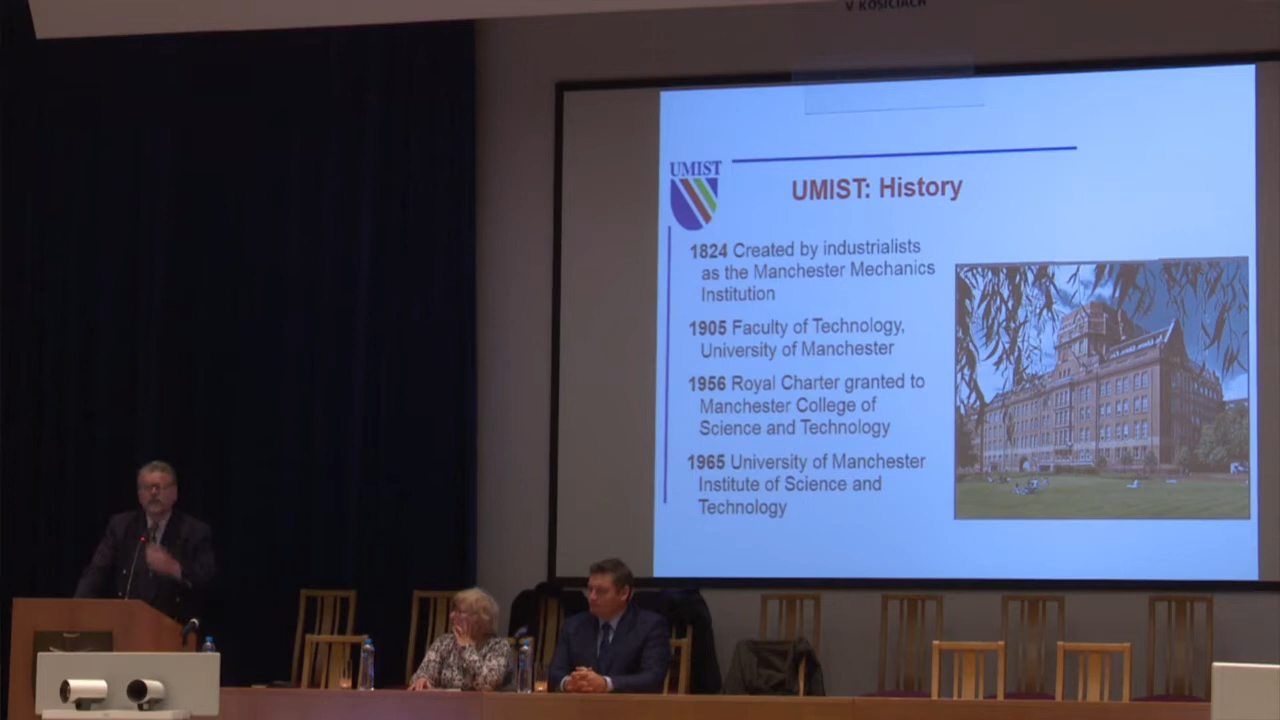 V KOŠICIACH
UMIST
UMIST: History
1824 Created by industrialists
as the Manchester Mechanics
Institution
1905 Faculty of Technology,
University of Manchester
1956 Royal Charter granted to
Manchester College of
Science and Technology
1965 University of Manchester
Institute of Science and
Technology